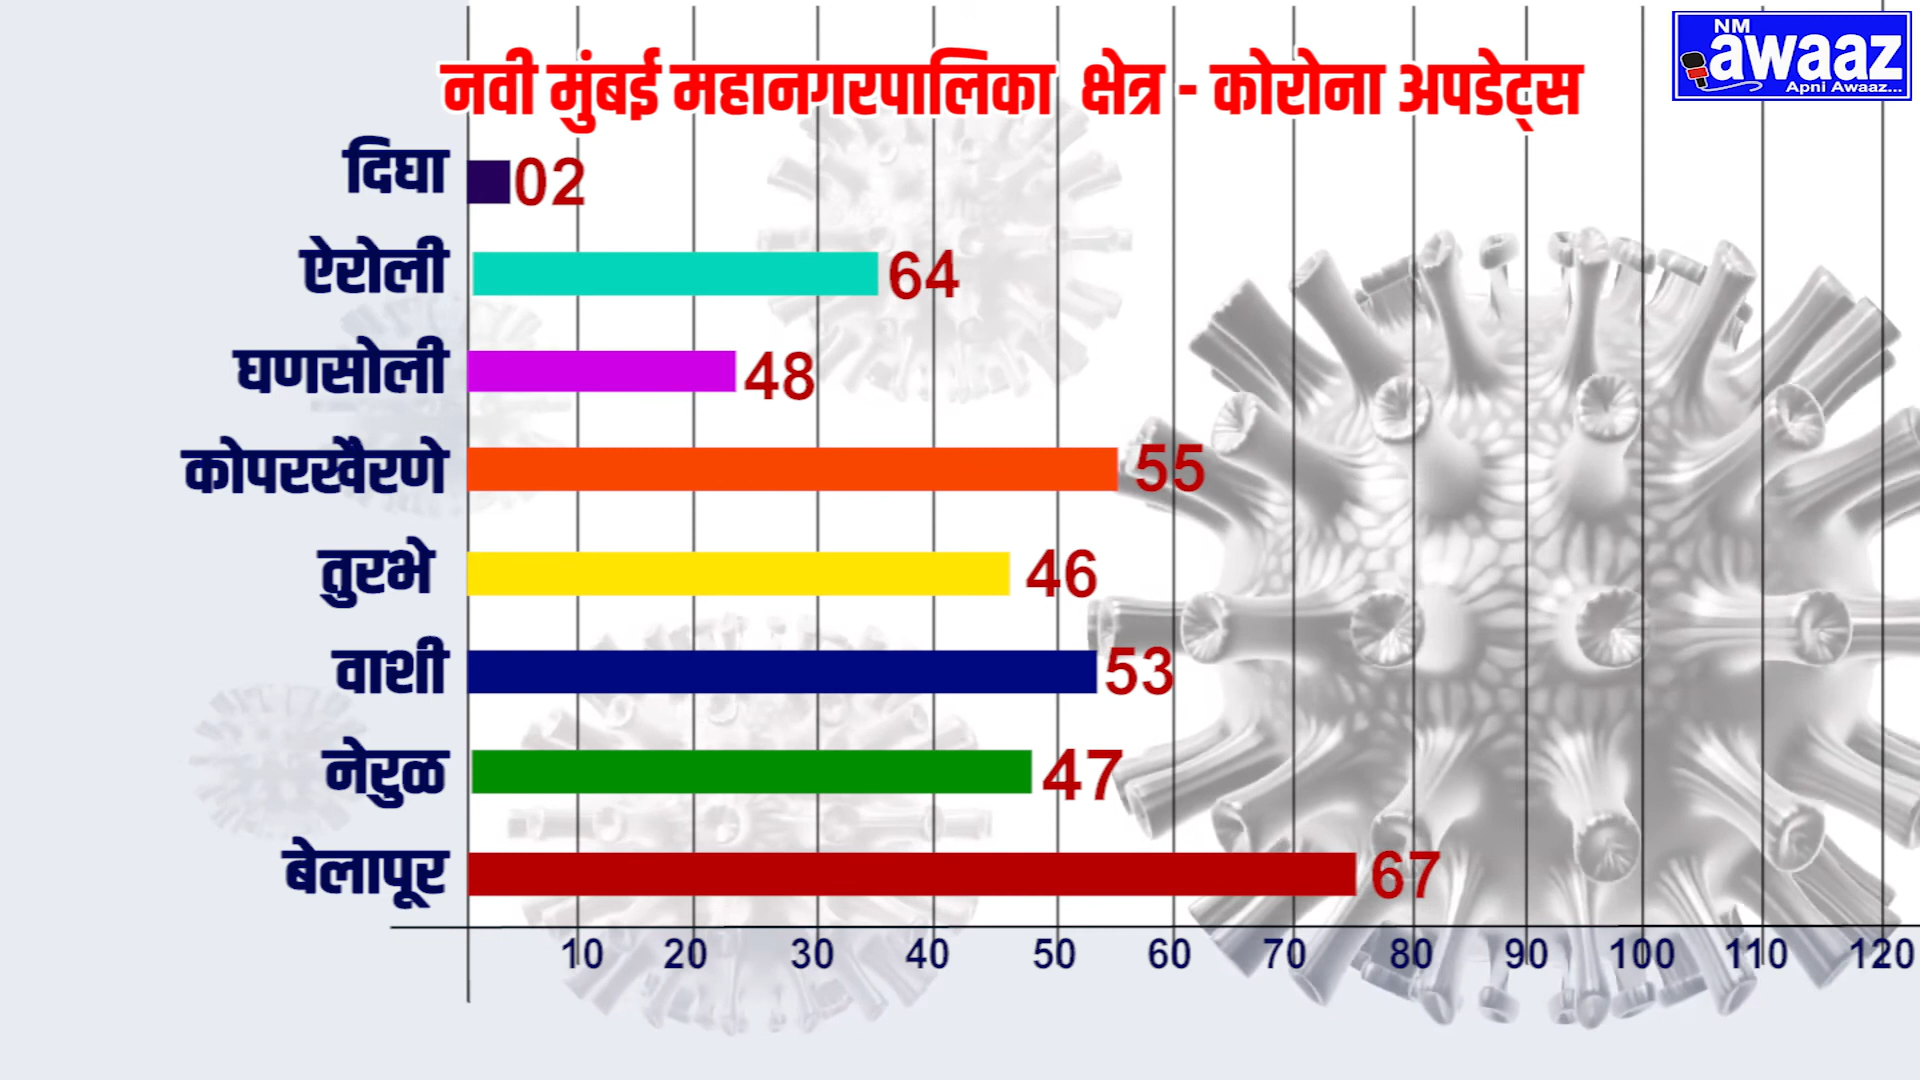 NM
awaaz
Apni Awaaz...
नवी मुंबई महानगरपालिका क्षेत्र - कोरोना अपडेट्स
दिघा 02
ऐरोली 64
घणसोली 48
कोपरखैरणे 55
तुरभे 46
वाशी 53
नेरुळ 47
बेलापूर 67
10 20 30 40 50 60 70 80 90 100 110 120